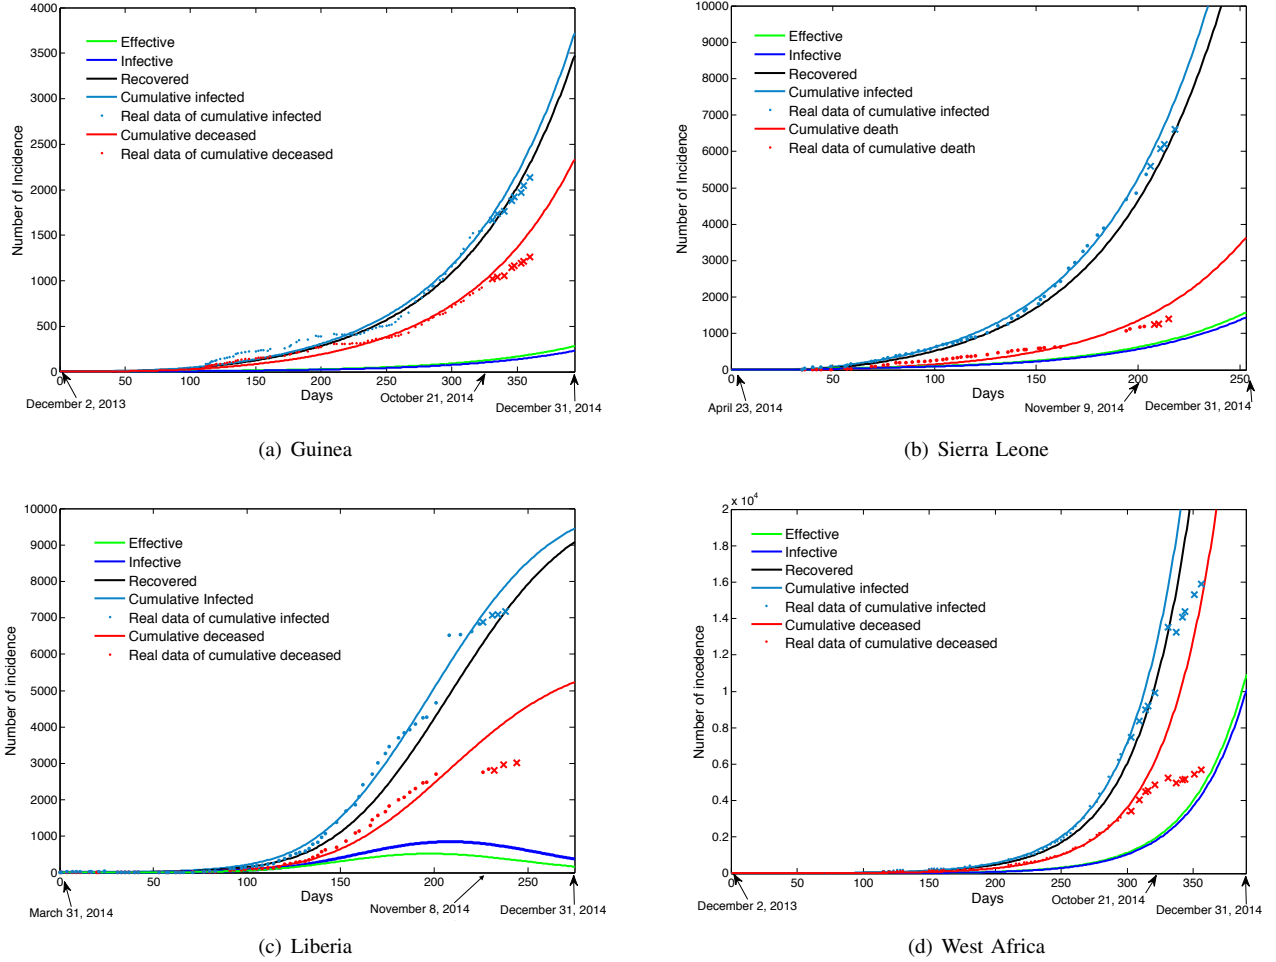 4000
3500
3000
2500
2000
1500
1000
500
0
Number of Incidence
Effective
Infective
Recovered
Cumulative infected
Real data of cumulative infected
Cumulative deceased
Real data of cumulative deceased
0 50 100 150 200 250 300 350
Days
December 2, 2013
October 21, 2014
December 31, 2014
(a) Guinea
10000
9000
8000
7000
6000
5000
4000
3000
2000
1000
0
Number of Incidence
Effective
Infective
Recovered
Cumulative infected
Real data of cumulative infected
Cumulative death
Real data of cumulative death
0 50 100 150 200 250
Days
April 23, 2014
November 9, 2014
December 31, 2014
(b) Sierra Leone
10000
9000
8000
7000
6000
5000
4000
3000
2000
1000
0
Number of incidence
Effective
Infective
Recovered
Cumulative Infected
Real data of cumulative infected
Cumulative deceased
Real data of cumulative deceased
0 50 100 150 200 250
Days
March 31, 2014
November 8, 2014
December 31, 2014
(c) Liberia
x 10^4
2
1.8
1.6
1.4
1.2
1
0.8
0.6
0.4
0.2
0
Number of incedence
Effective
Infective
Recovered
Cumulative infected
Real data of cumulative infected
Cumulative deceased
Real data of cumulative deceased
0 50 100 150 200 250 300 350
Days
December 2, 2013
October 21, 2014
December 31, 2014
(d) West Africa